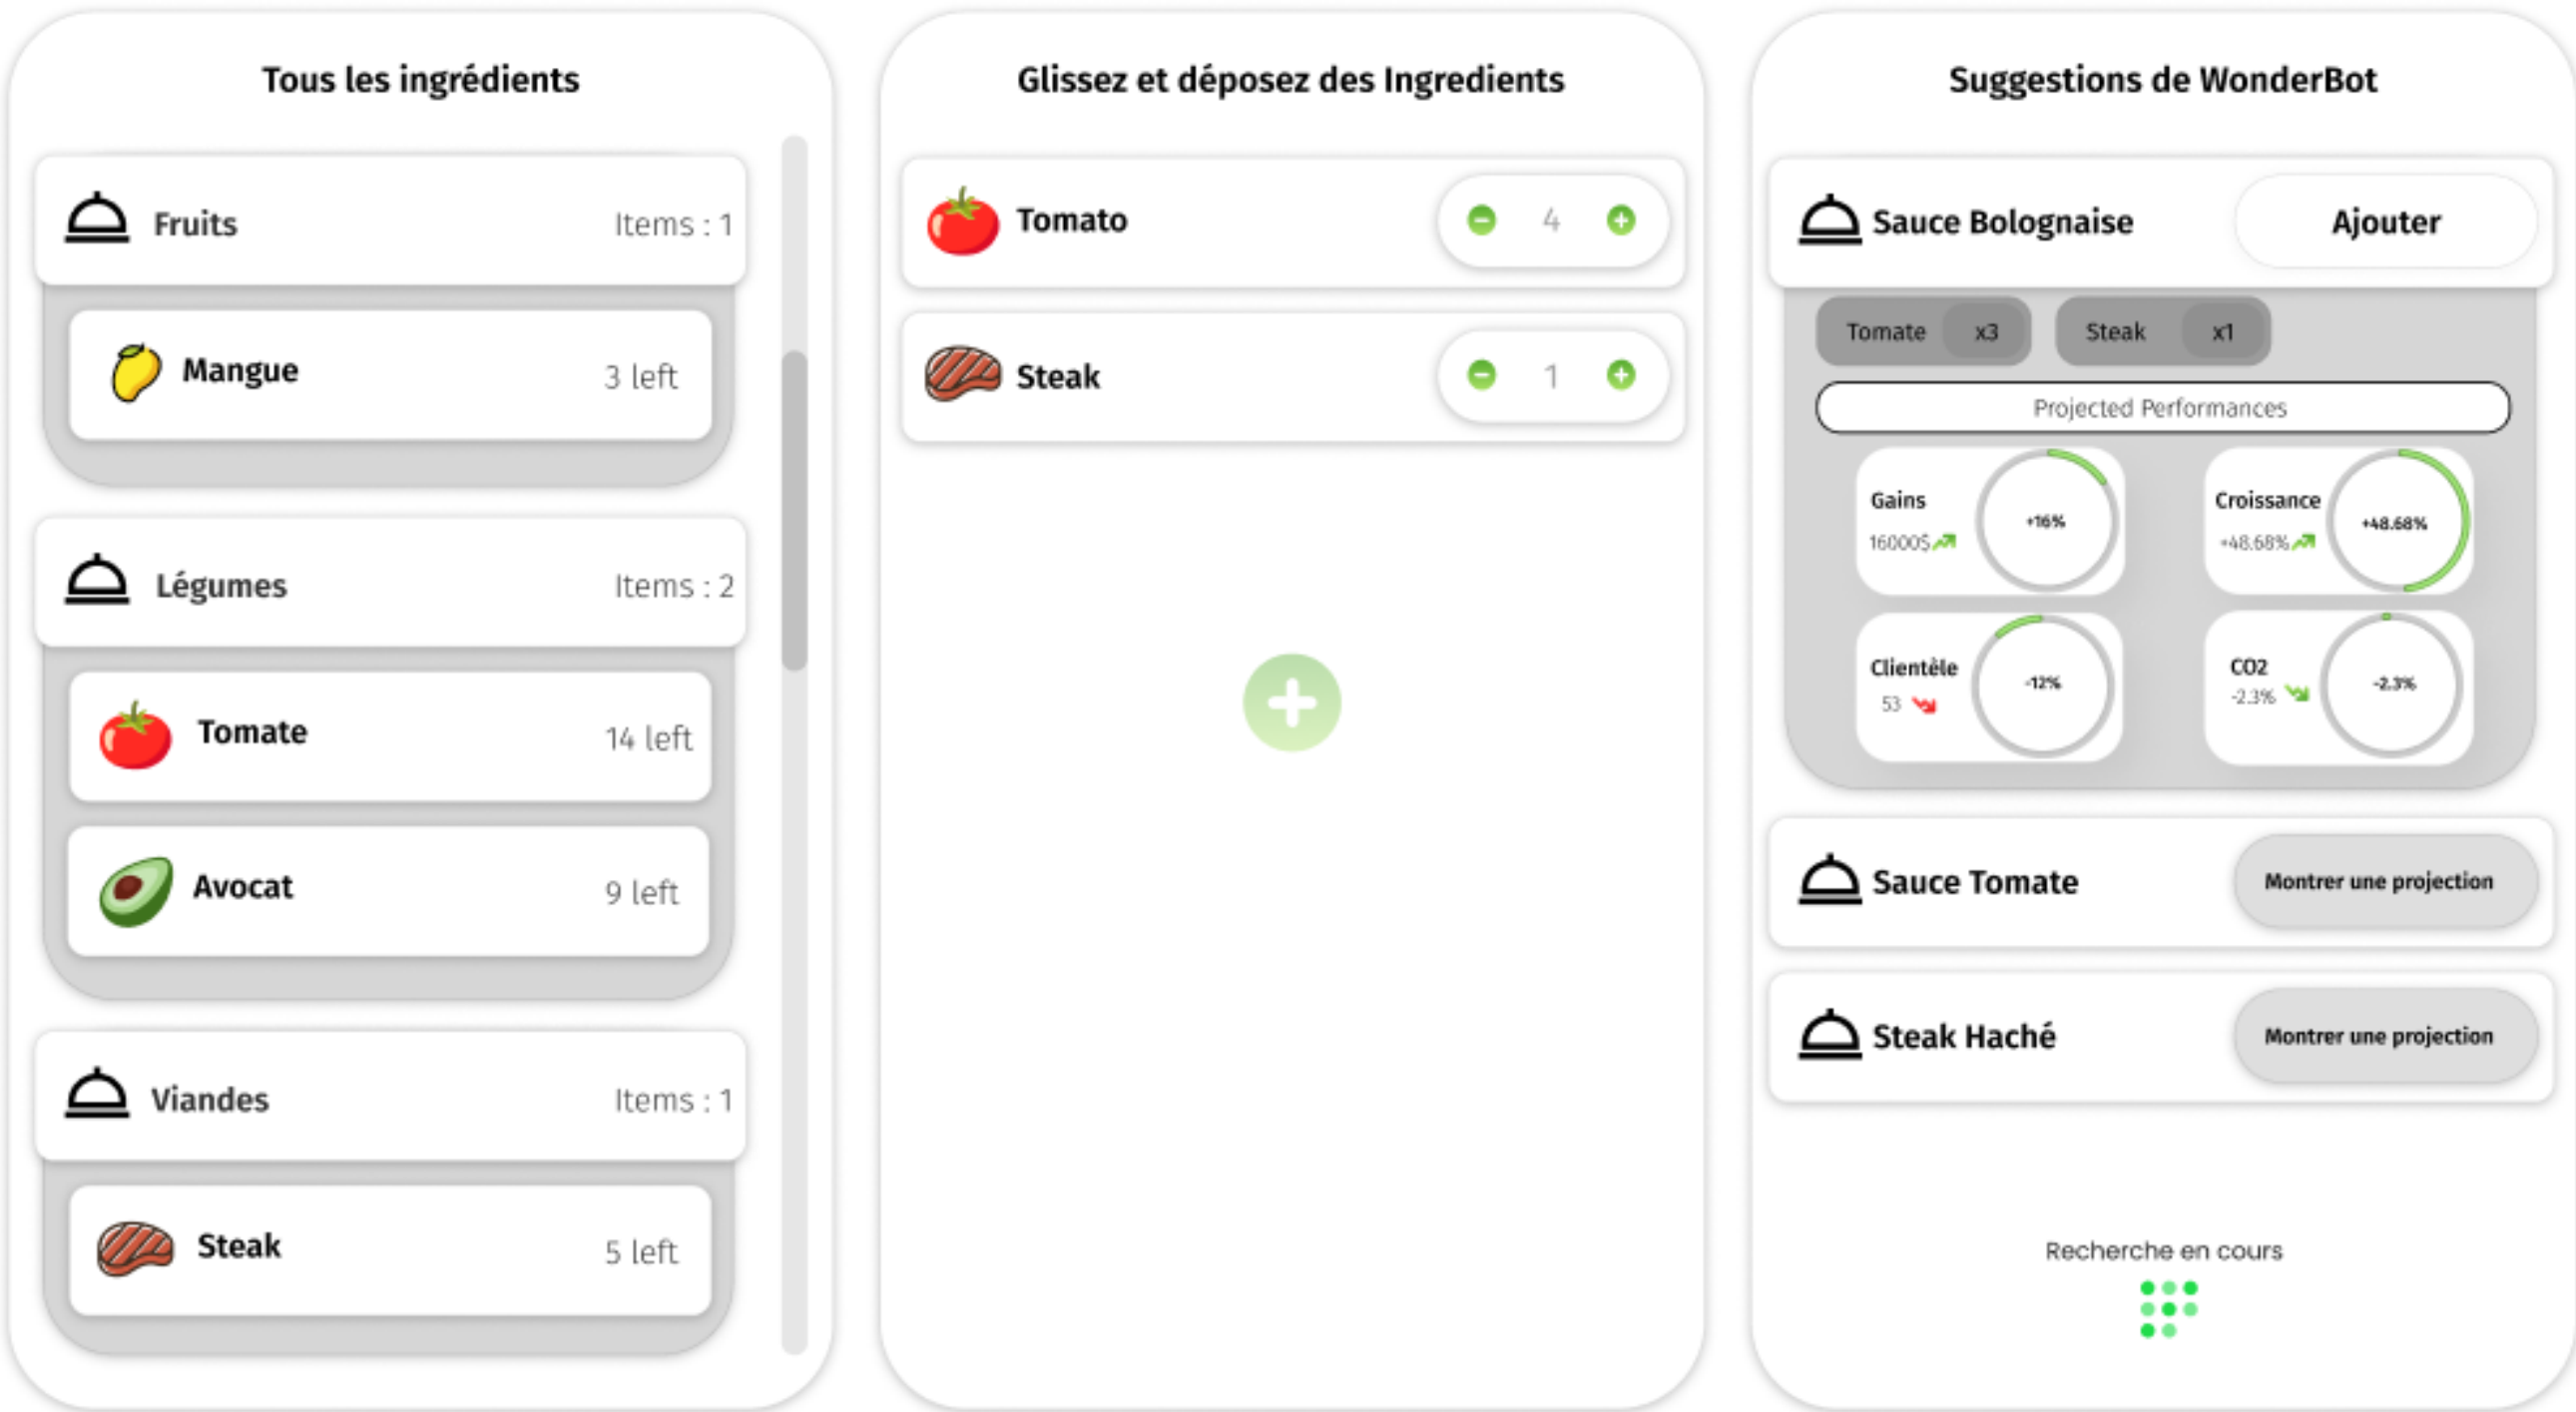 Tous les ingrédients
Fruits
Items : 1
Mangue
3 left
Légumes
Items : 2
Tomate
14 left
Avocat
9 left
Viandes
Items : 1
Steak
5 left
Glissez et déposez des Ingredients
Tomato
4
Steak
1
Suggestions de WonderBot
Sauce Bolognaise
Ajouter
Tomate x3
Steak x1
Projected Performances
Gains
16000$
+16%
Croissance
+48.68%
+48.68%
Clientèle
53
-12%
CO2
-2.3%
-2.3%
Sauce Tomate
Montrer une projection
Steak Haché
Montrer une projection
Recherche en cours